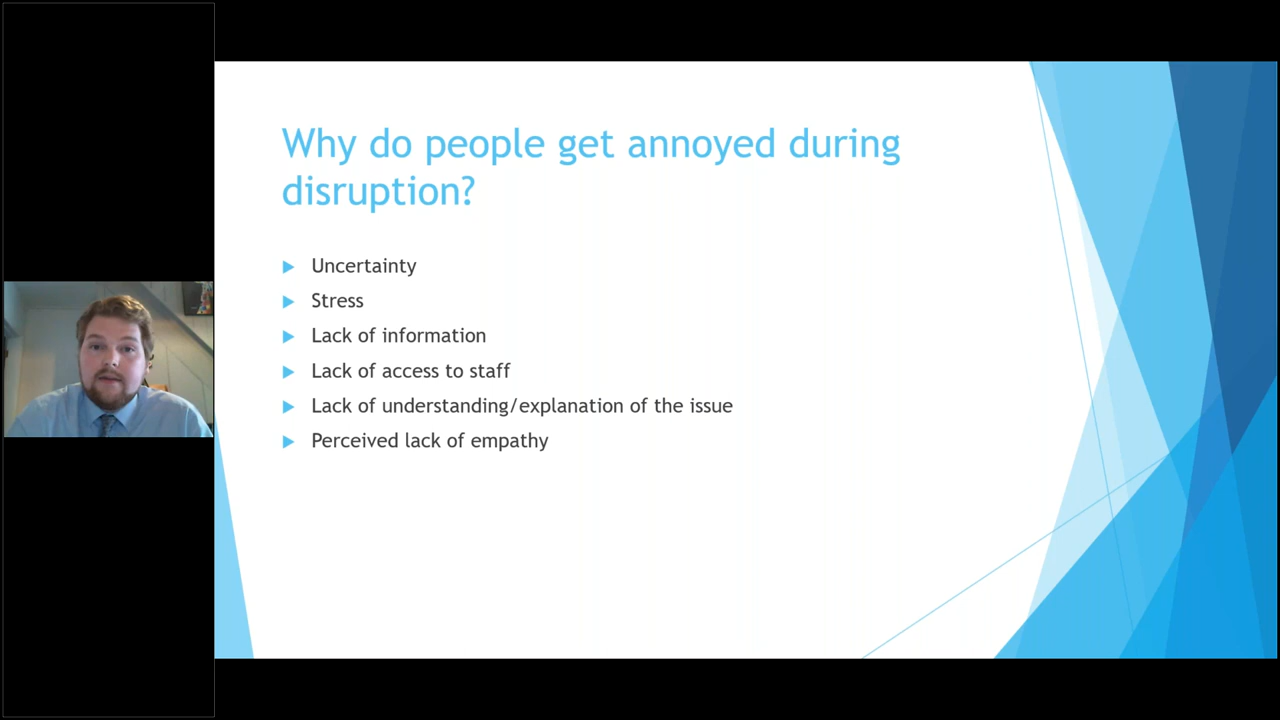 Why do people get annoyed during
disruption?
Uncertainty
Stress
Lack of information
Lack of access to staff
Lack of understanding/explanation of the issue
Perceived lack of empathy